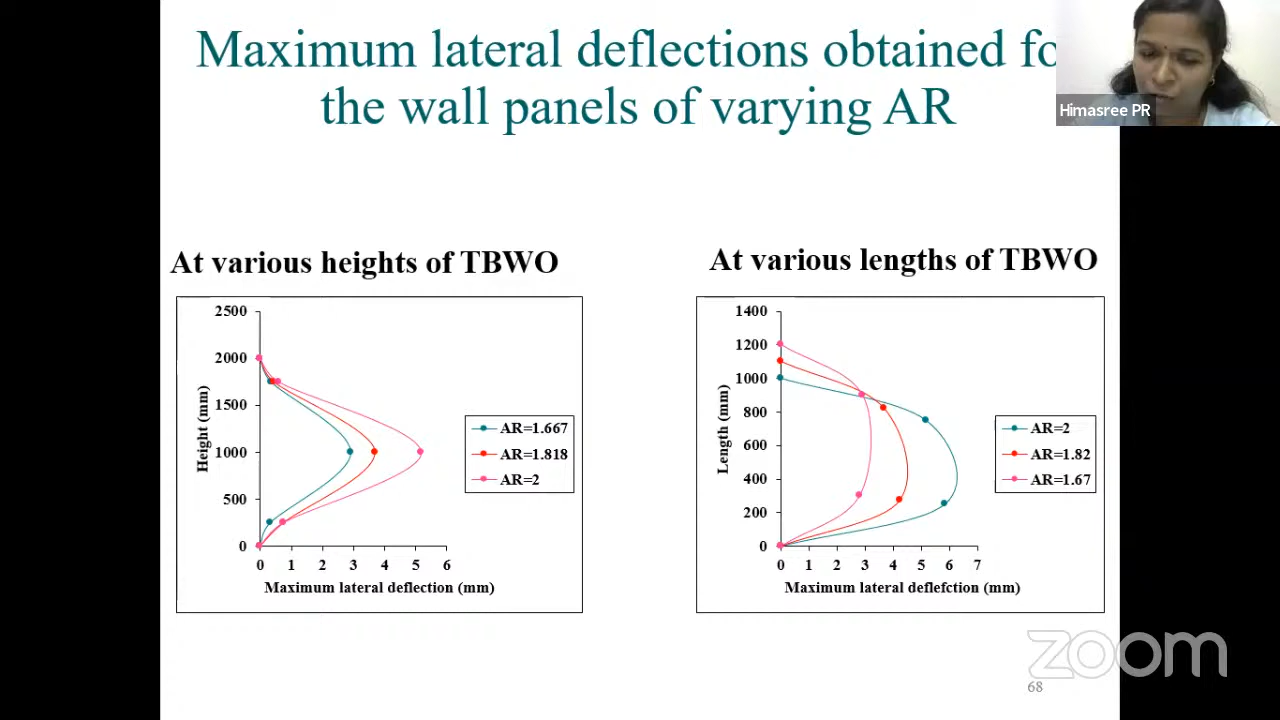 Maximum lateral deflections obtained fo
the wall panels of varying AR
Himasree PR
At various heights of TBWO
2500
2000
1500
1000
500
0
Height (mm)
0 1 2 3 4 5 6
Maximum lateral deflection (mm)
AR=1.667
AR=1.818
AR=2
At various lengths of TBWO
1400
1200
1000
800
600
400
200
0
Length (mm)
0 1 2 3 4 5 6 7
Maximum lateral deflefction (mm)
AR=2
AR=1.82
AR=1.67
zoom
68